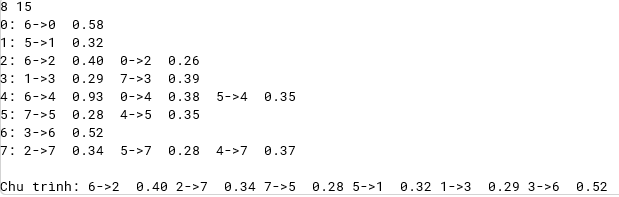 8 15
0: 6->0  0.58
1: 5->1  0.32
2: 6->2  0.40  0->2  0.26
3: 1->3  0.29  7->3  0.39
4: 6->4  0.93  0->4  0.38  5->4  0.35
5: 7->5  0.28  4->5  0.35
6: 3->6  0.52
7: 2->7  0.34  5->7  0.28  4->7  0.37
Chu trình: 6->2  0.40 2->7  0.34 7->5  0.28 5->1  0.32 1->3  0.29 3->6  0.52